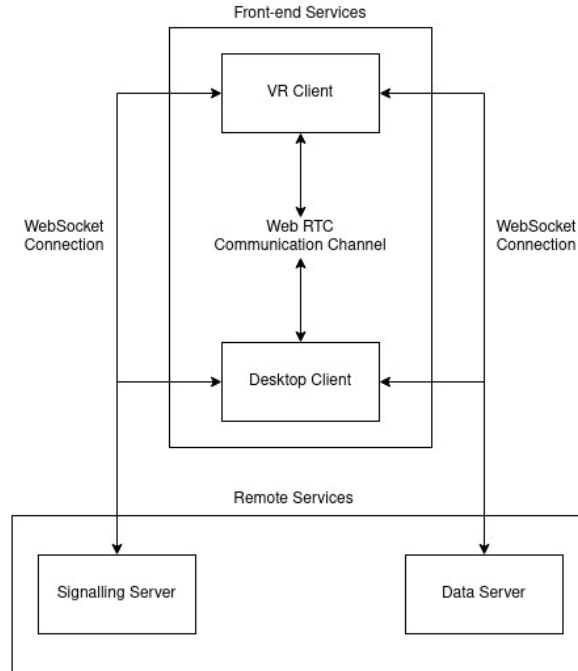 Front-end Services
VR Client
WebSocket
Connection
Web RTC
Communication Channel
WebSocket
Connection
Desktop Client
Remote Services
Signalling Server
Data Server